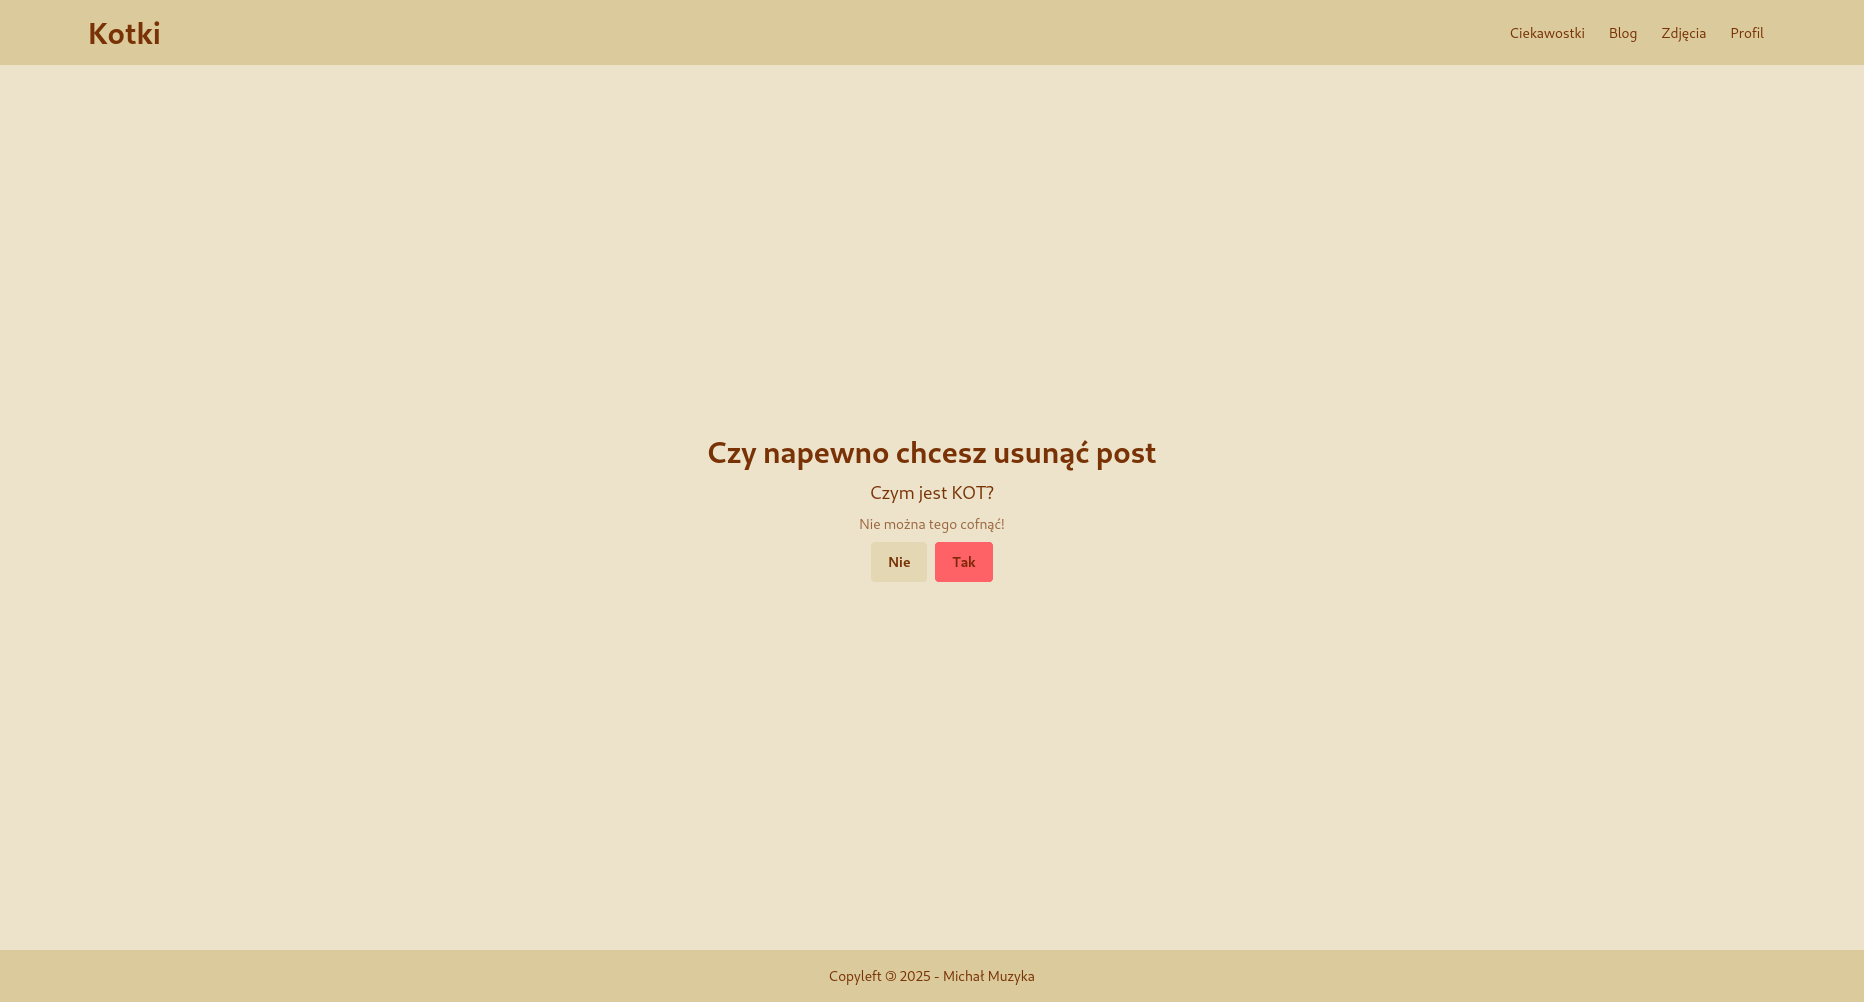 Kotki
Ciekawostki Blog Zdjęcia Profil
Czy napewno chcesz usunąć post
Czym jest KOT?
Nie można tego cofnąć!
Nie Tak
Copyleft 🄯 2025 - Michał Muzyka